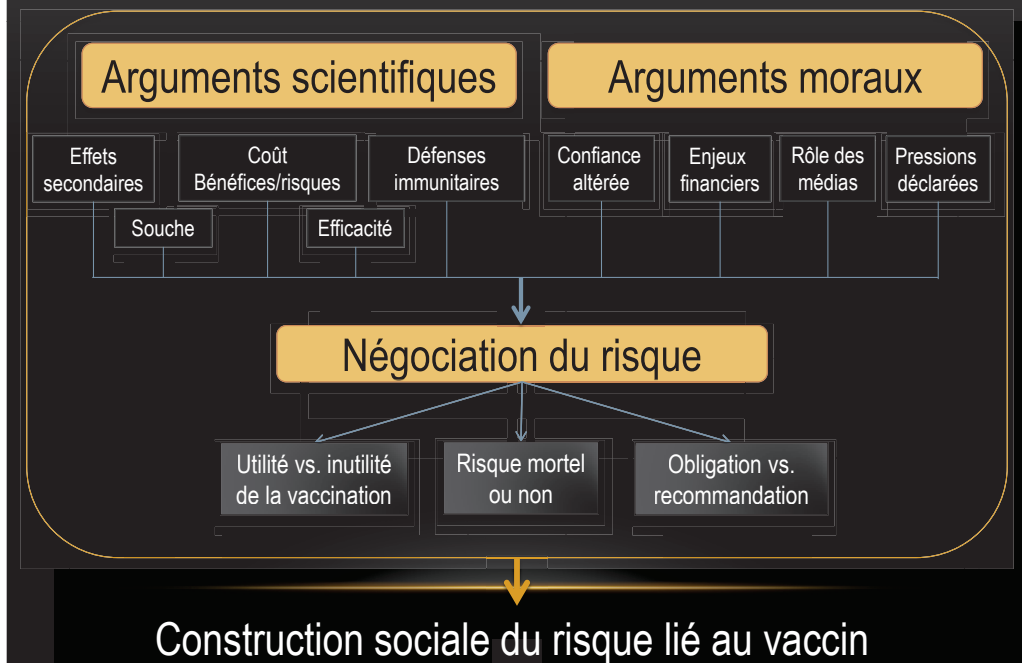 Arguments scientifiques
Arguments moraux
Effets
secondaires
Coût
Bénéfices/risques
Défenses
immunitaires
Confiance
altérée
Enjeux
financiers
Rôle des
médias
Pressions
déclarées
Souche
Efficacité
Négociation du risque
Utilité vs. inutilité
de la vaccination
Risque mortel
ou non
Obligation vs.
recommandation
Construction sociale du risque lié au vaccin